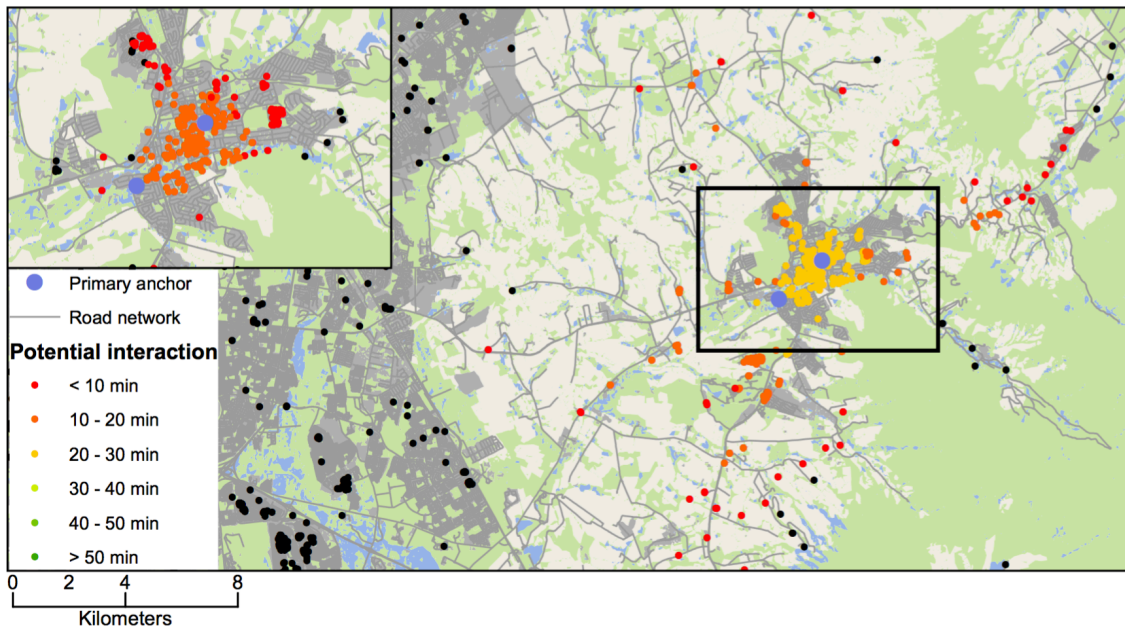 Primary anchor
Road network
Potential interaction
< 10 min
10 - 20 min
20 - 30 min
30 - 40 min
40 - 50 min
> 50 min
0 2 4 8
Kilometers